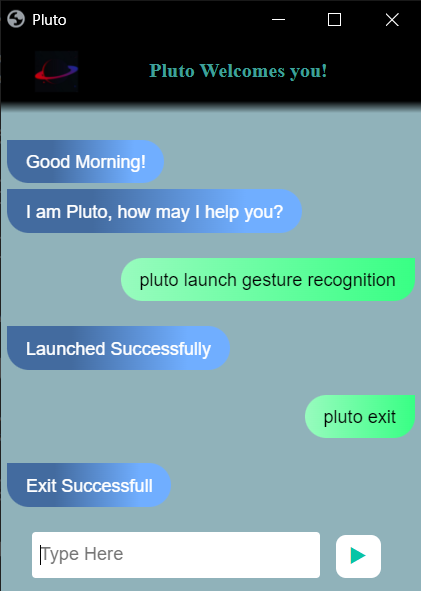 Pluto
Pluto Welcomes you!
Good Morning!
I am Pluto, how may I help you?
pluto launch gesture recognition
Launched Successfully
pluto exit
Exit Successfull
Type Here